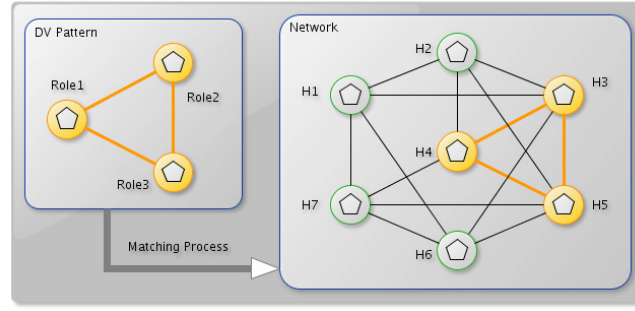 DV Pattern
Role1
Role2
Role3
Matching Process
Network
H2
H1
H3
H4
H7
H5
H6